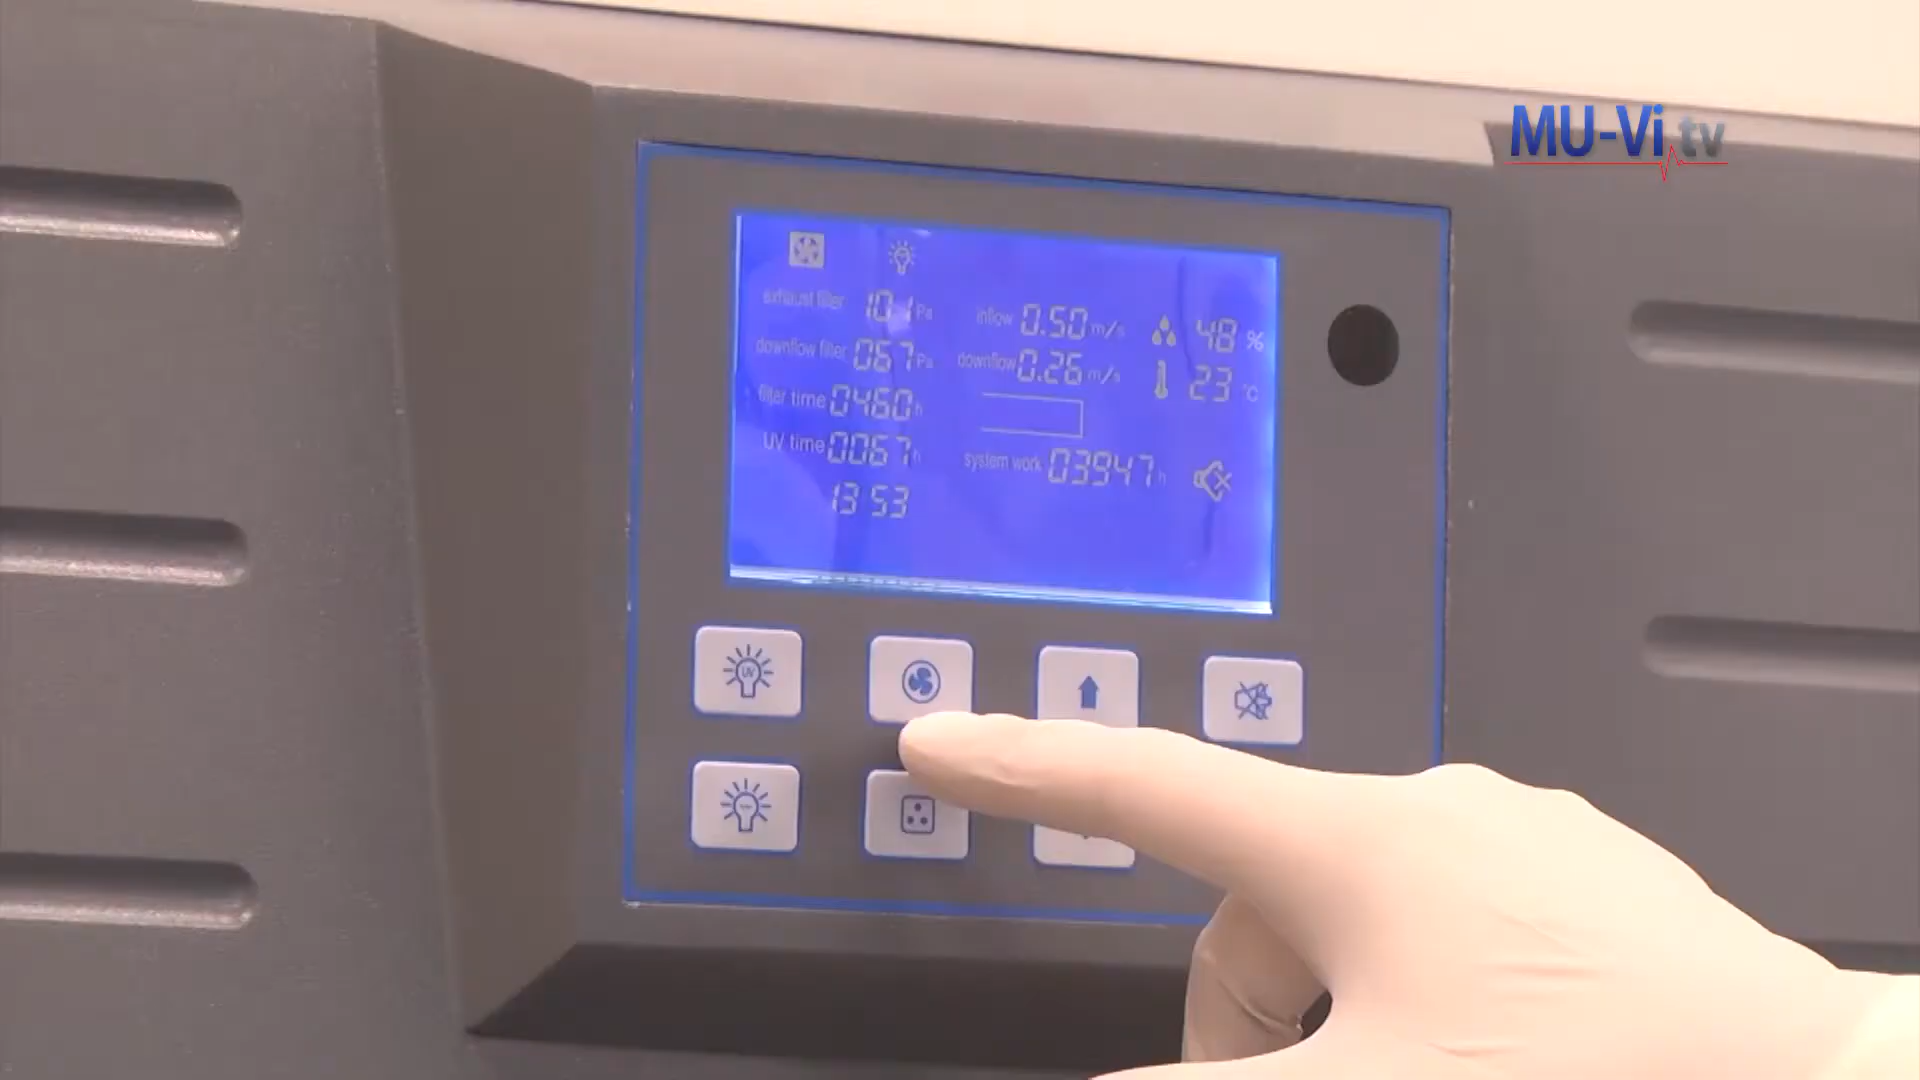 MU-Vi.tv
exhaust filter 101 Pa inflow 0.50 m/s 48 %
downflow filter 067 Pa downflow 0.26 m/s 23 °C
filter time 0460 h
UV time 0067 h system work 03947 h
13 53
UV